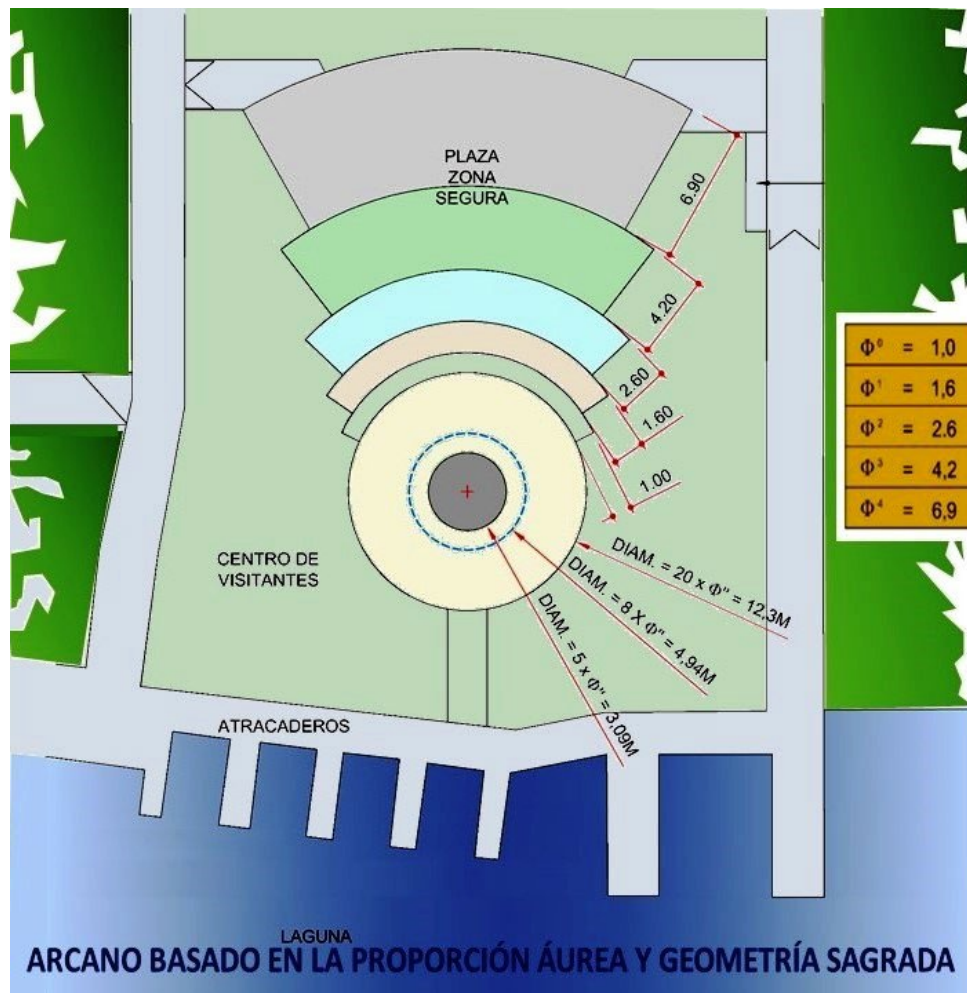 PLAZA
ZONA
SEGURA
6.90
4.20
2.60
1.60
1.00
Φ⁰ = 1,0
Φ¹ = 1,6
Φ² = 2.6
Φ³ = 4,2
Φ⁴ = 6,9
CENTRO DE
VISITANTES
DIAM. = 20 x Φ" = 12,3M
DIAM. = 8 X Φ" = 4,94M
DIAM. = 5 x Φ" = 3,09M
ATRACADEROS
LAGUNA
ARCANO BASADO EN LA PROPORCIÓN ÁUREA Y GEOMETRÍA SAGRADA